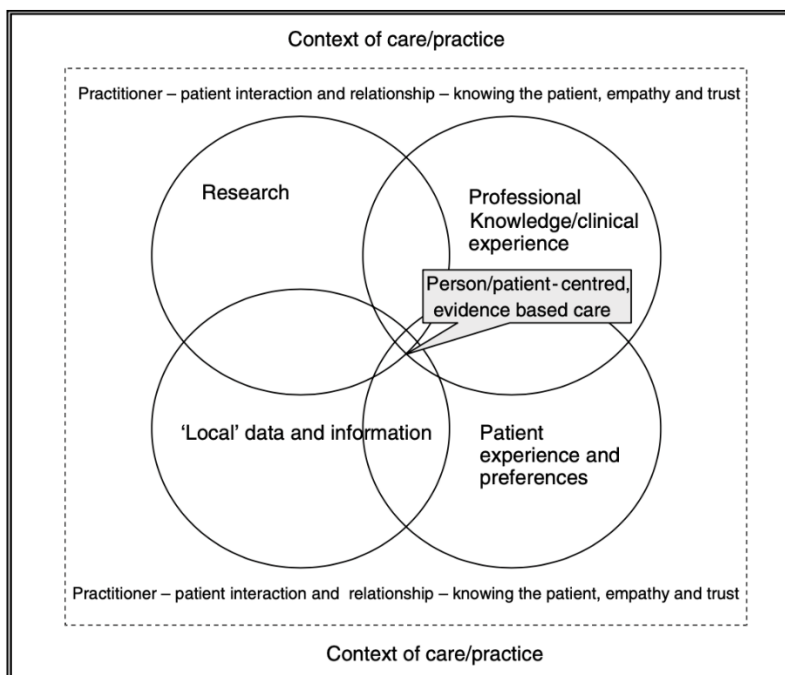 Context of care/practice
Practitioner – patient interaction and relationship – knowing the patient, empathy and trust
Research
Professional
Knowledge/clinical
experience
Person/patient-centred,
evidence based care
‘Local’ data and information
Patient
experience and
preferences
Practitioner – patient interaction and relationship – knowing the patient, empathy and trust
Context of care/practice